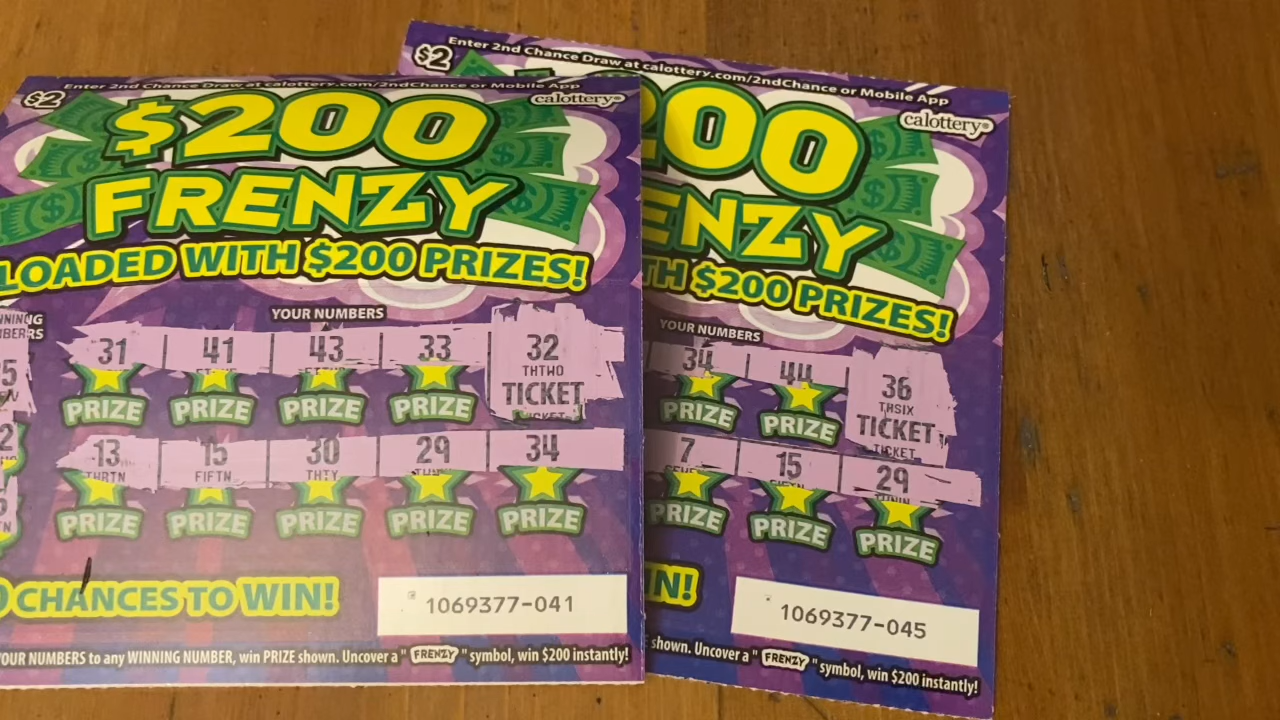 $2 Enter 2nd Chance Draw at calottery.com/2ndChance or Mobile App
calottery
$200
FRENZY
LOADED WITH $200 PRIZES!
YOUR NUMBERS
31 41 43 33 32
THTWO
TICKET
PRIZE PRIZE PRIZE PRIZE
13 15 30 29 34
THRTN FIFTN THTY
PRIZE PRIZE PRIZE PRIZE PRIZE
CHANCES TO WIN!
1069377-041
YOUR NUMBERS to any WINNING NUMBER, win PRIZE shown. Uncover a "FRENZY" symbol, win $200 instantly!
$2 Enter 2nd Chance Draw at calottery.com/2ndChance or Mobile App
calottery
200
ENZY
TH $200 PRIZES!
YOUR NUMBERS
34 44 36
THSIX
TICKET
TICKET
PRIZE PRIZE
7 15 29
PRIZE PRIZE PRIZE
IN!
1069377-045
shown. Uncover a "FRENZY" symbol, win $200 instantly!